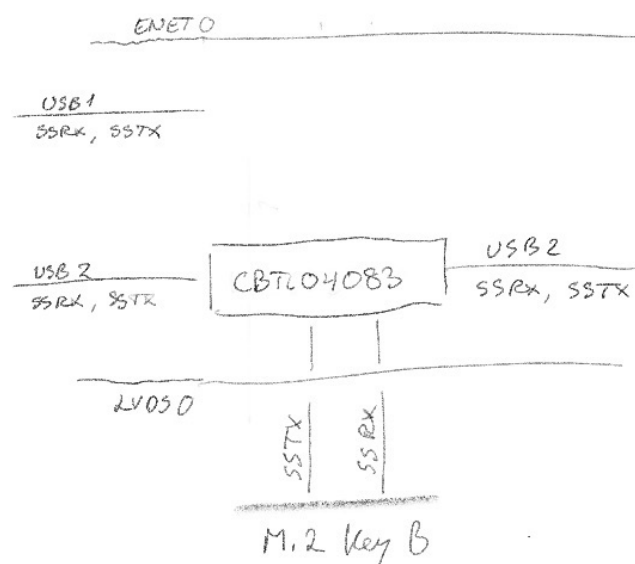 ENET0
USB1
SSRX, SSTX
USB2
SSRX, SSTX
CBTL04083
USB2
SSRX, SSTX
LVDS0
SSTX
SSRX
M.2 Key B